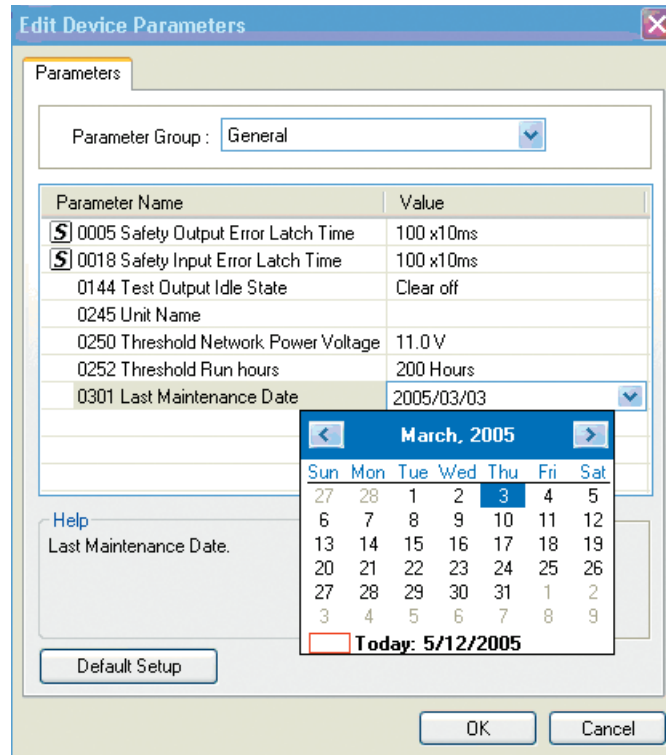 Edit Device Parameters
Parameters
Parameter Group : General
Parameter Name Value
S 0005 Safety Output Error Latch Time 100 x10ms
S 0018 Safety Input Error Latch Time 100 x10ms
0144 Test Output Idle State Clear off
0245 Unit Name
0250 Threshold Network Power Voltage 11.0 V
0252 Threshold Run hours 200 Hours
0301 Last Maintenance Date 2005/03/03
March, 2005
Sun Mon Tue Wed Thu Fri Sat
27 28 1 2 3 4 5
6 7 8 9 10 11 12
13 14 15 16 17 18 19
20 21 22 23 24 25 26
27 28 29 30 31 1 2
3 4 5 6 7 8 9
Today: 5/12/2005
Help
Last Maintenance Date.
Default Setup
OK Cancel